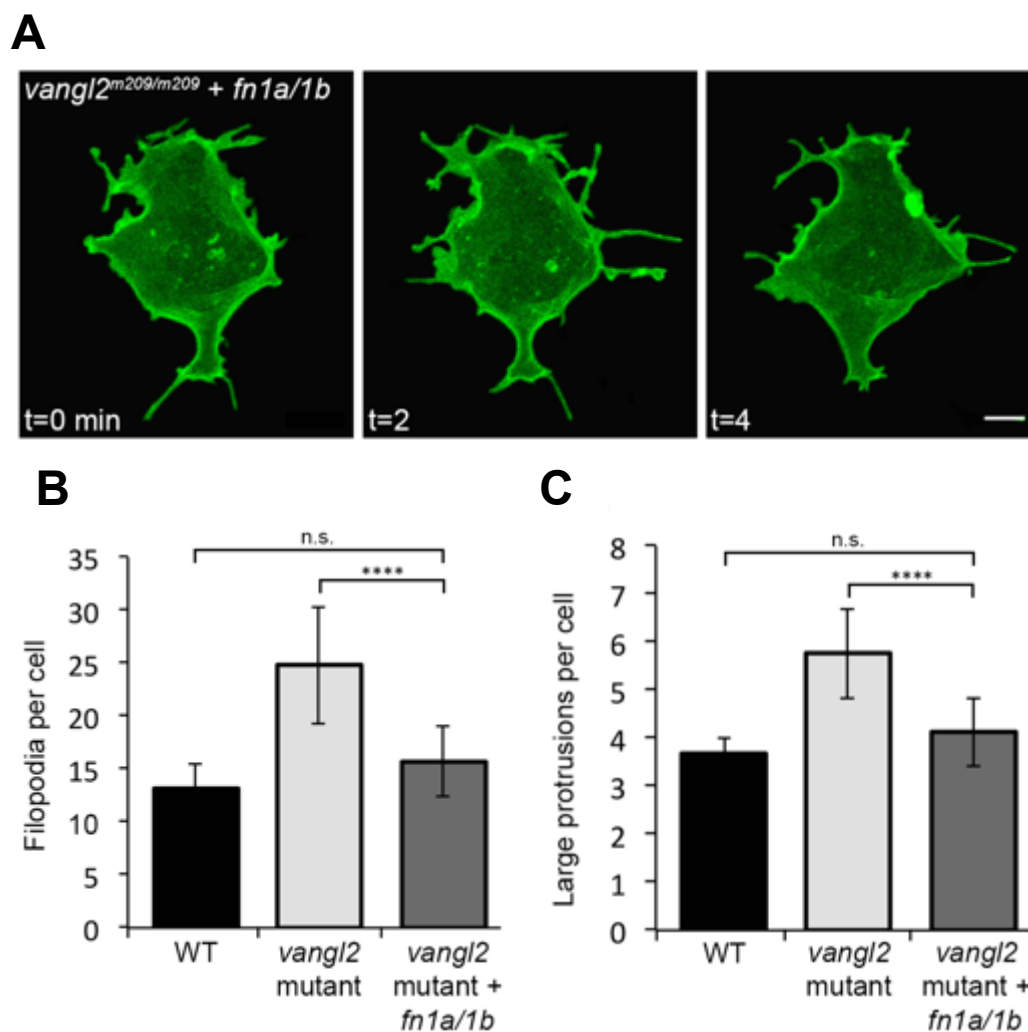 A
vangl2m209/m209 + fn1a/1b
t=0 min
t=2
t=4
B
n.s.
****
35
30
25
20
15
10
5
0
Filopodia per cell
WT
vangl2
mutant
vangl2
mutant +
fn1a/1b
C
n.s.
****
8
7
6
5
4
3
2
1
0
Large protrusions per cell
WT
vangl2
mutant
vangl2
mutant +
fn1a/1b